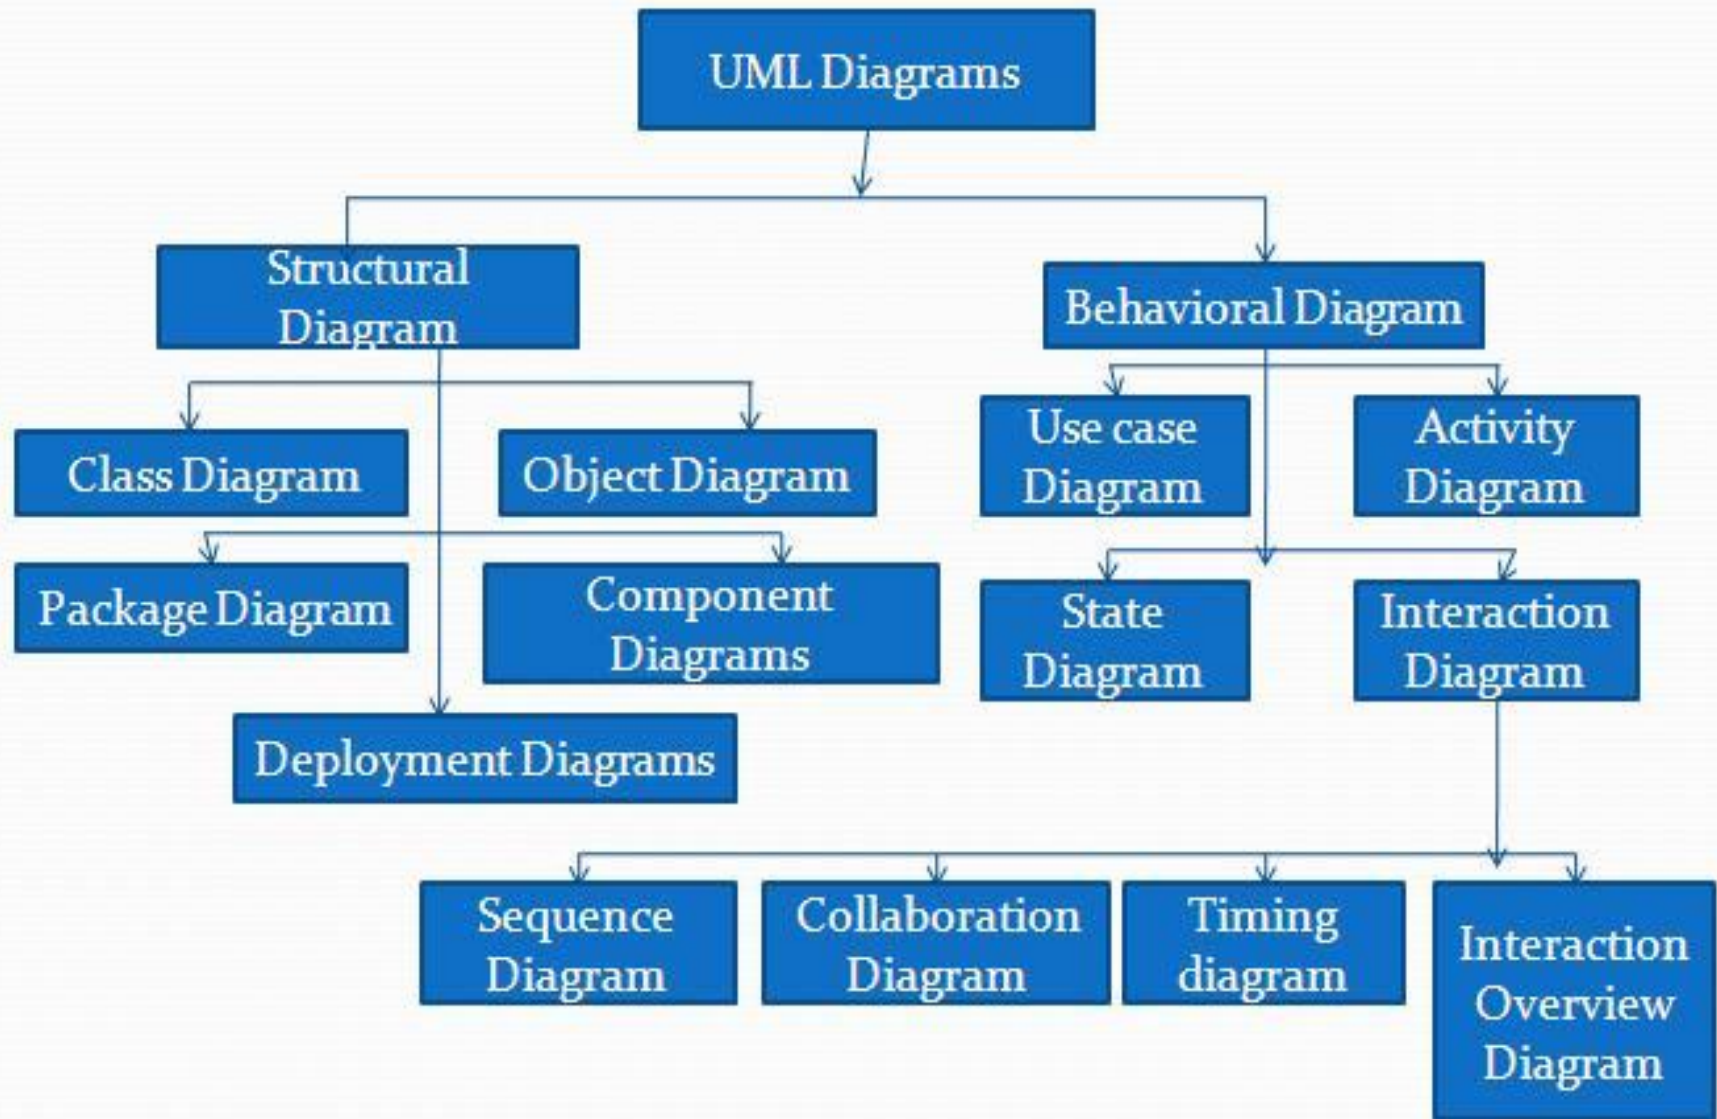 UML Diagrams
Structural
Diagram
Behavioral Diagram
Class Diagram
Object Diagram
Use case
Diagram
Activity
Diagram
Package Diagram
Component
Diagrams
State
Diagram
Interaction
Diagram
Deployment Diagrams
Sequence
Diagram
Collaboration
Diagram
Timing
diagram
Interaction
Overview
Diagram